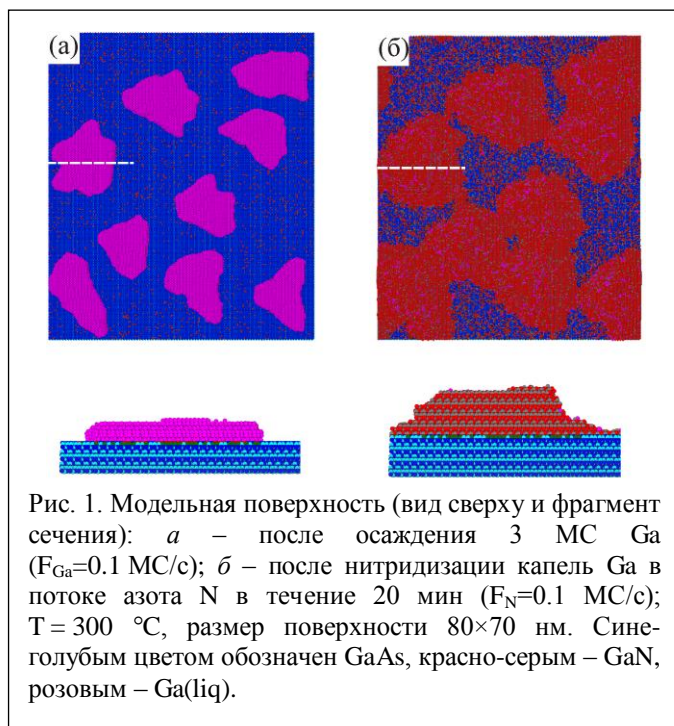 (а)
(б)
Рис. 1. Модельная поверхность (вид сверху и фрагмент
сечения): а – после осаждения 3 МС Ga
(FGa=0.1 МС/с); б – после нитридизации капель Ga в
потоке азота N в течение 20 мин (FN=0.1 МС/с);
T = 300 °C, размер поверхности 80×70 нм. Сине-
голубым цветом обозначен GaAs, красно-серым – GaN,
розовым – Ga(liq).